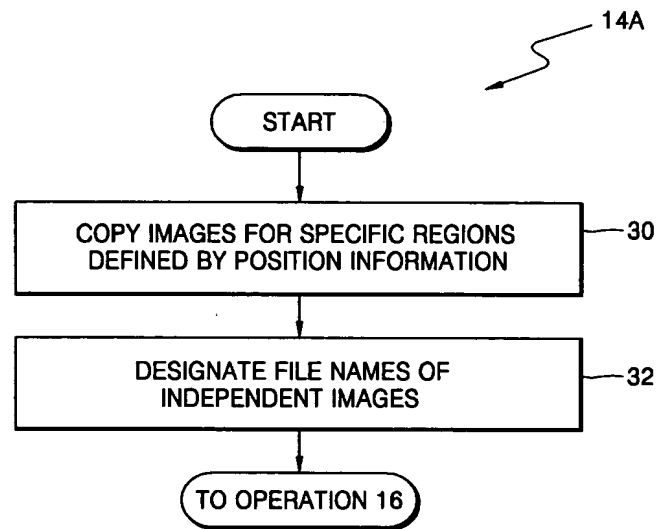 14A
START
COPY IMAGES FOR SPECIFIC REGIONS
DEFINED BY POSITION INFORMATION
30
DESIGNATE FILE NAMES OF
INDEPENDENT IMAGES
32
TO OPERATION 16